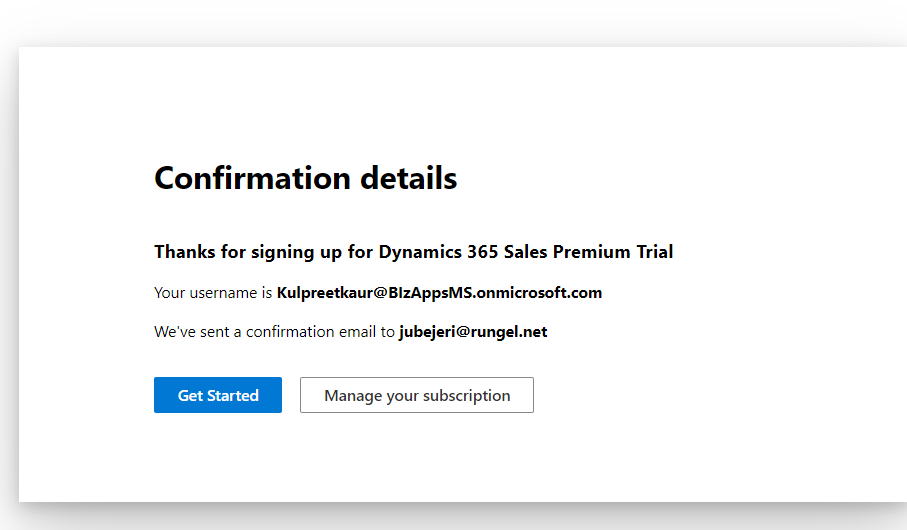 Confirmation details
Thanks for signing up for Dynamics 365 Sales Premium Trial
Your username is Kulpreetkaur@BIzAppsMS.onmicrosoft.com
We've sent a confirmation email to jubejeri@rungel.net
Get Started
Manage your subscription